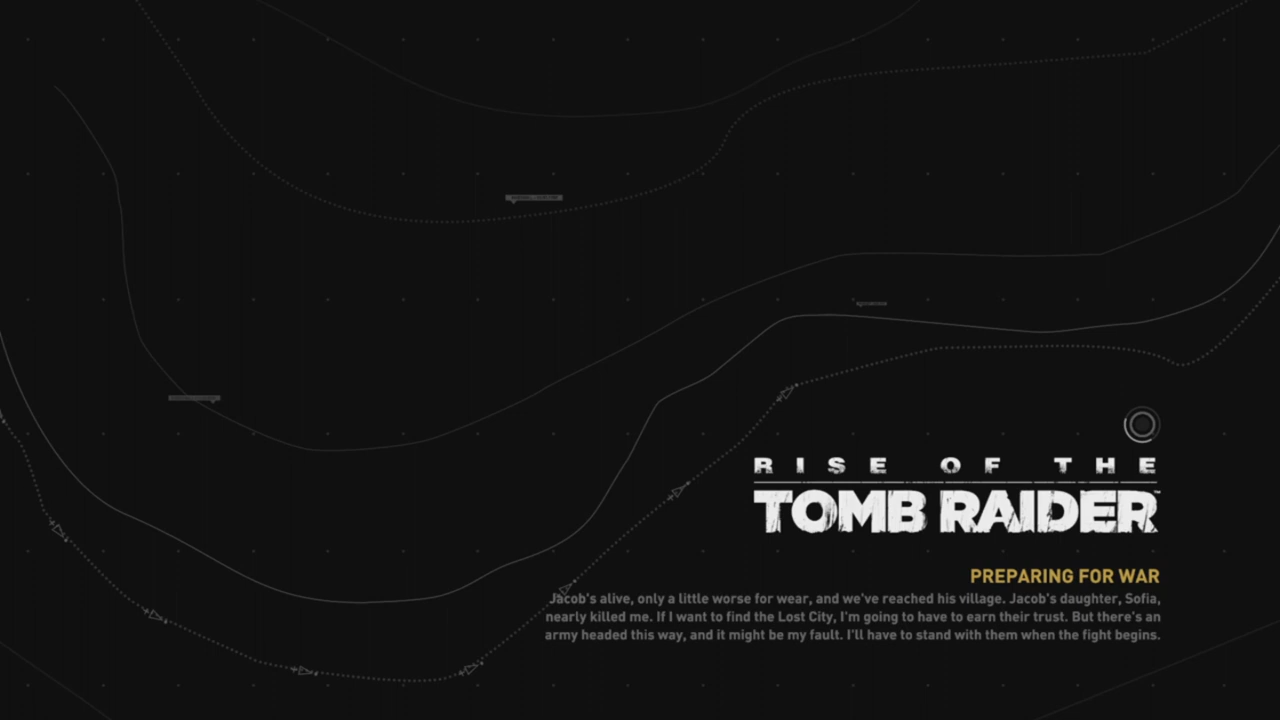 RISE OF THE
TOMB RAIDER™
PREPARING FOR WAR
Jacob's alive, only a little worse for wear, and we've reached his village. Jacob's daughter, Sofia,
nearly killed me. If I want to find the Lost City, I'm going to have to earn their trust. But there's an
army headed this way, and it might be my fault. I'll have to stand with them when the fight begins.